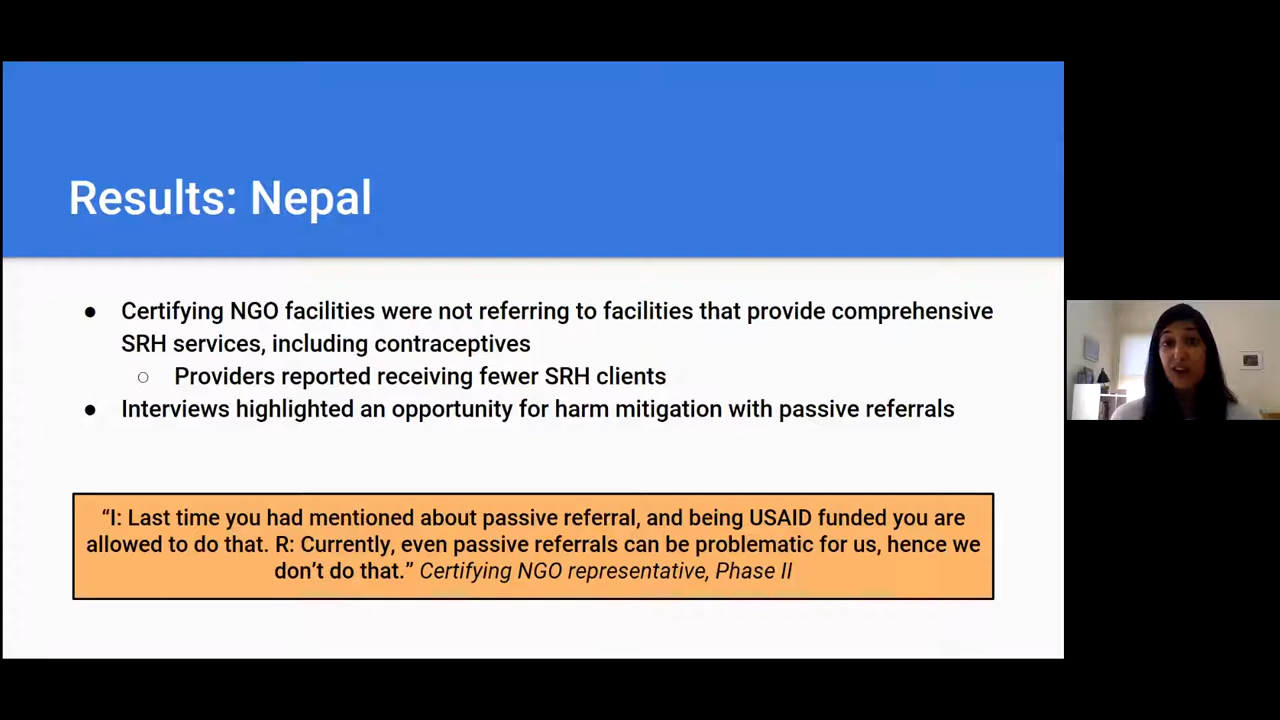 Results: Nepal
● Certifying NGO facilities were not referring to facilities that provide comprehensive
SRH services, including contraceptives
○ Providers reported receiving fewer SRH clients
● Interviews highlighted an opportunity for harm mitigation with passive referrals
“I: Last time you had mentioned about passive referral, and being USAID funded you are
allowed to do that. R: Currently, even passive referrals can be problematic for us, hence we
don’t do that.” Certifying NGO representative, Phase II